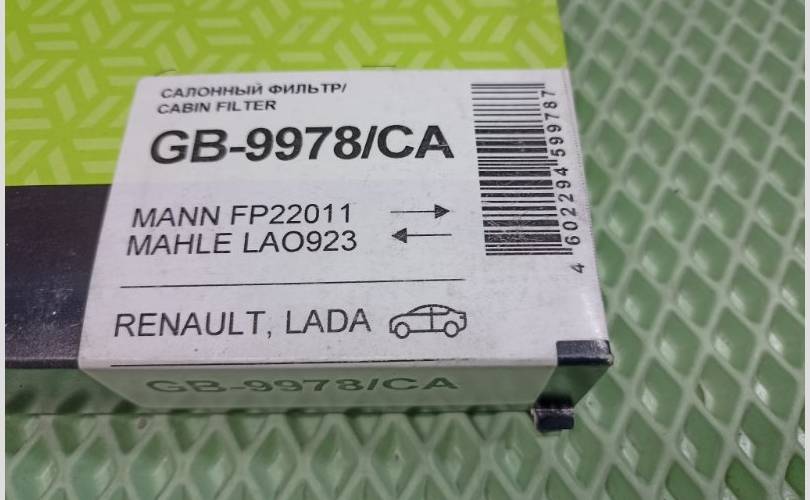 САЛОННЫЙ ФИЛЬТР/
CABIN FILTER
GB-9978/CA
MANN FP22011
MAHLE LAO923
RENAULT, LADA
4 602294 599787
GB-9978/CA